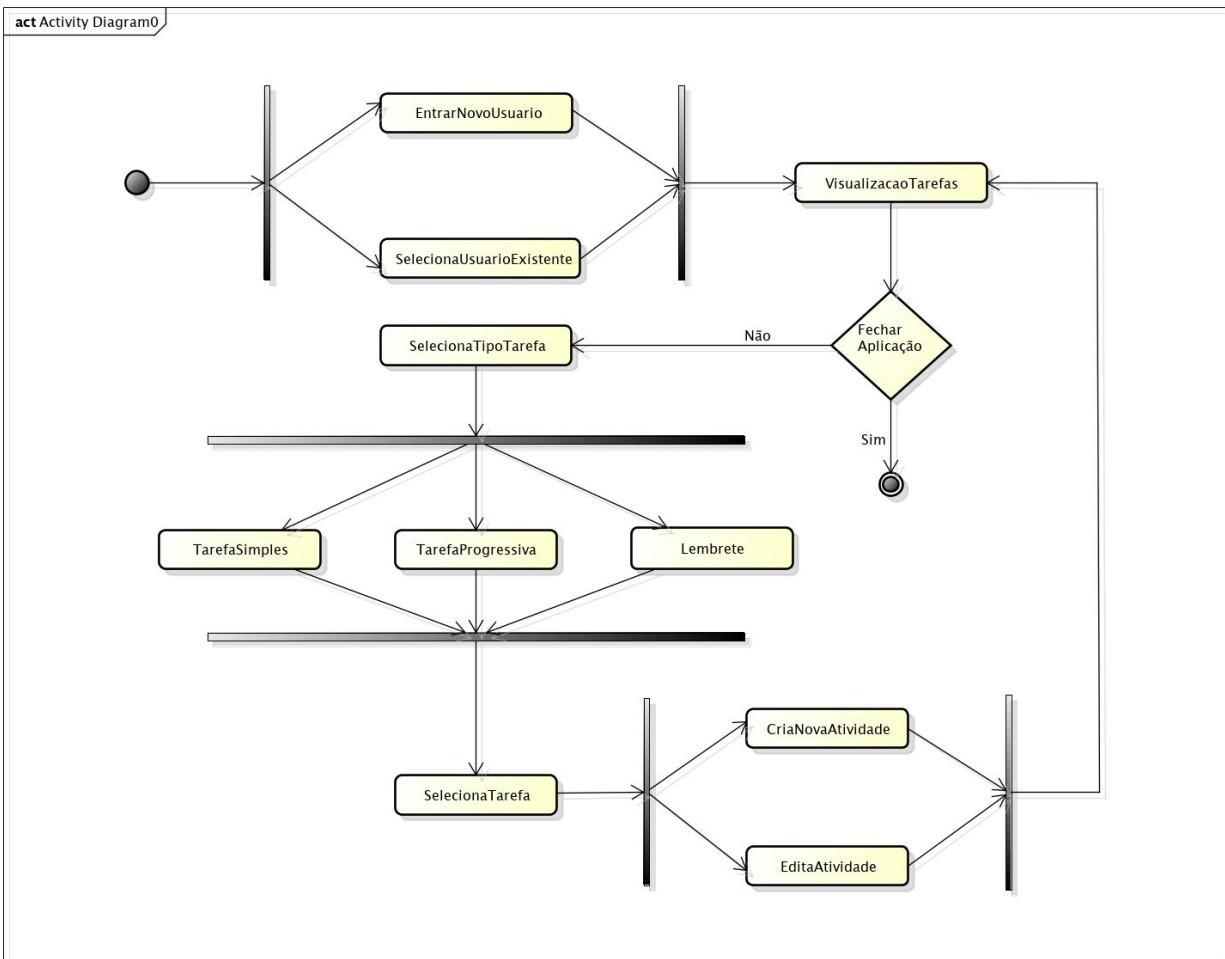 act Activity Diagram0
EntrarNovoUsuario
VisualizacaoTarefas
SelecionaUsuarioExistente
Fechar
Aplicação
Não
SelecionaTipoTarefa
Sim
TarefaSimples
TarefaProgressiva
Lembrete
CriaNovaAtividade
SelecionaTarefa
EditaAtividade